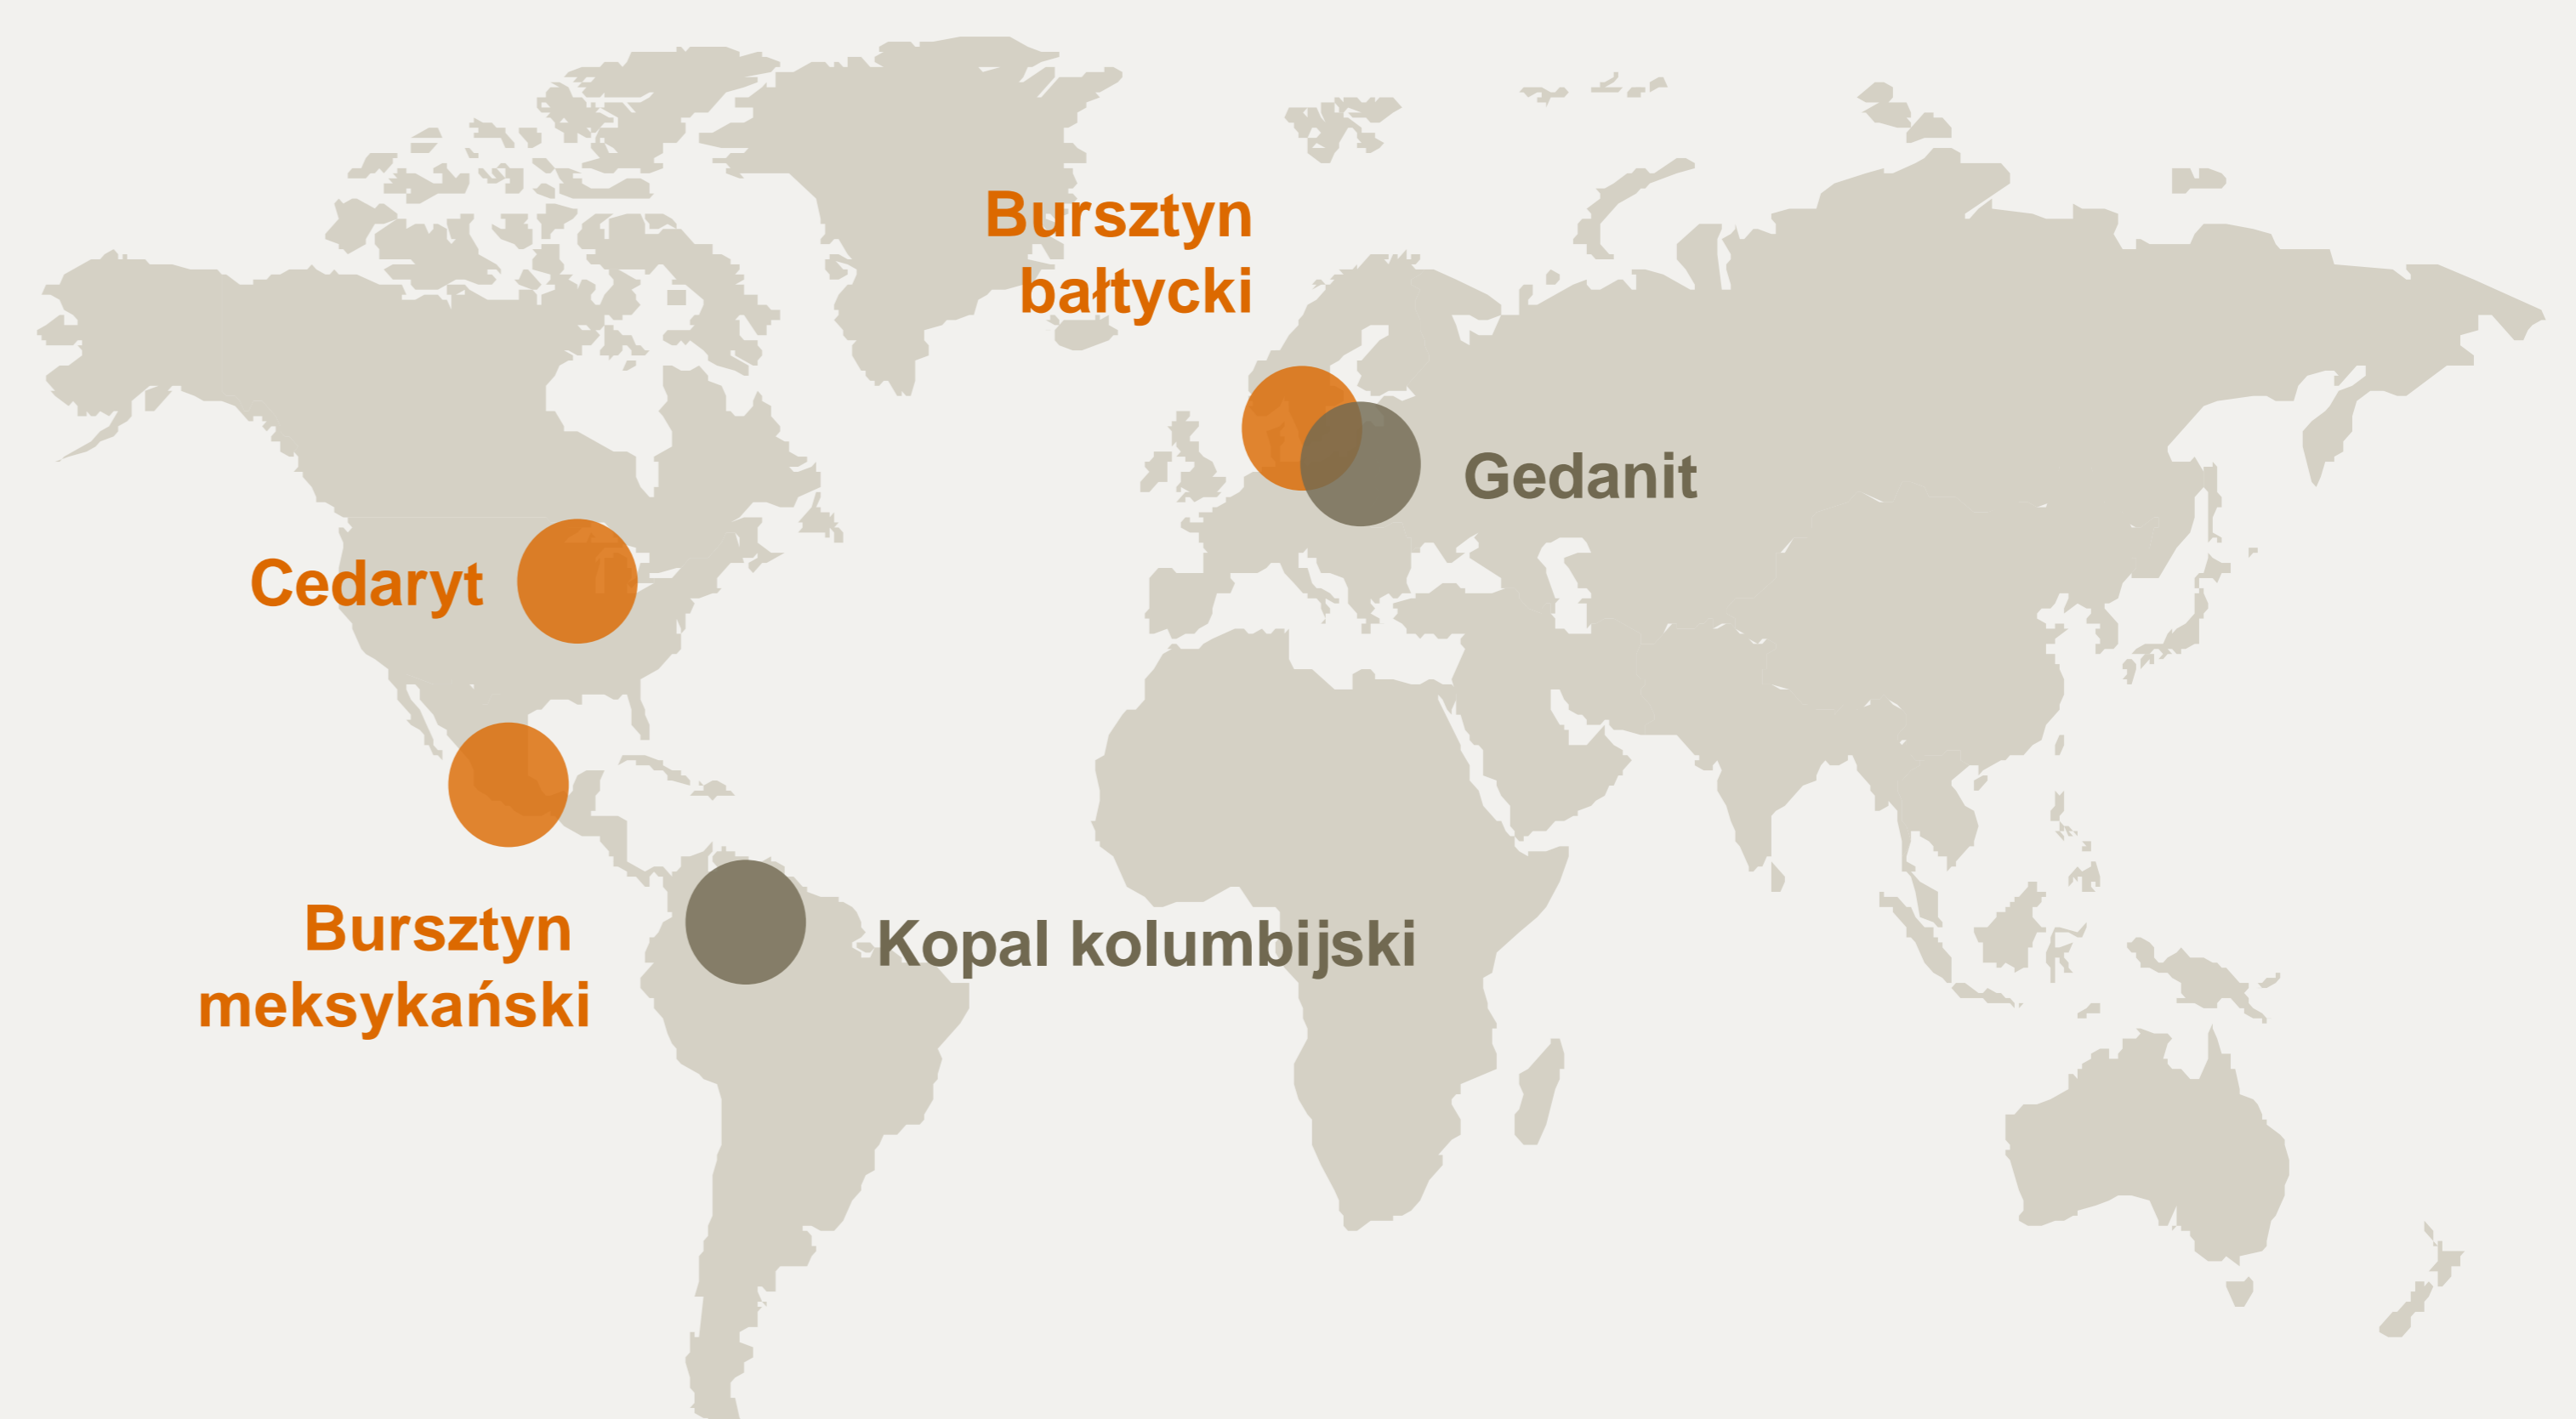 Bursztyn
bałtycki
Gedanit
Cedaryt
Bursztyn
meksykański
Kopal kolumbijski